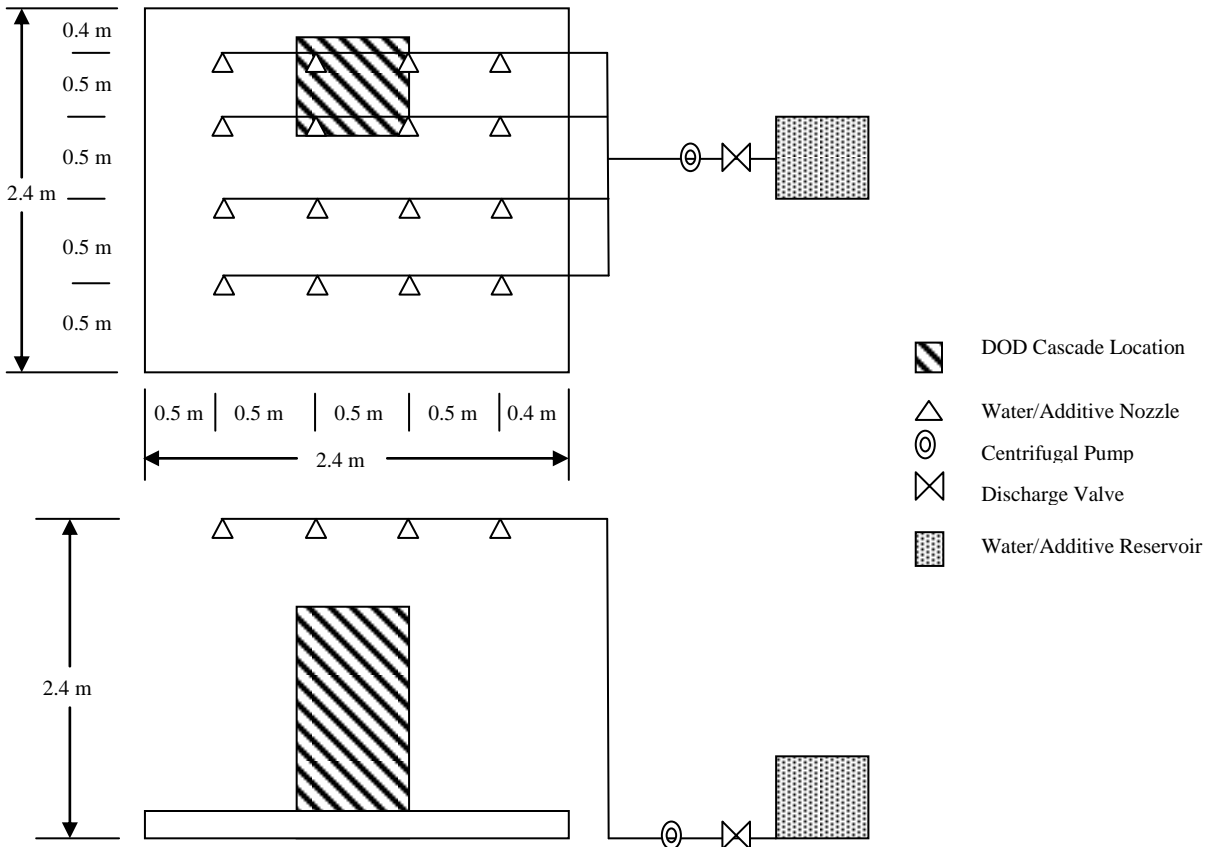 0.4 m
0.5 m
0.5 m
2.4 m
0.5 m
0.5 m
0.5 m 0.5 m 0.5 m 0.5 m 0.4 m
2.4 m
2.4 m
DOD Cascade Location
Water/Additive Nozzle
Centrifugal Pump
Discharge Valve
Water/Additive Reservoir